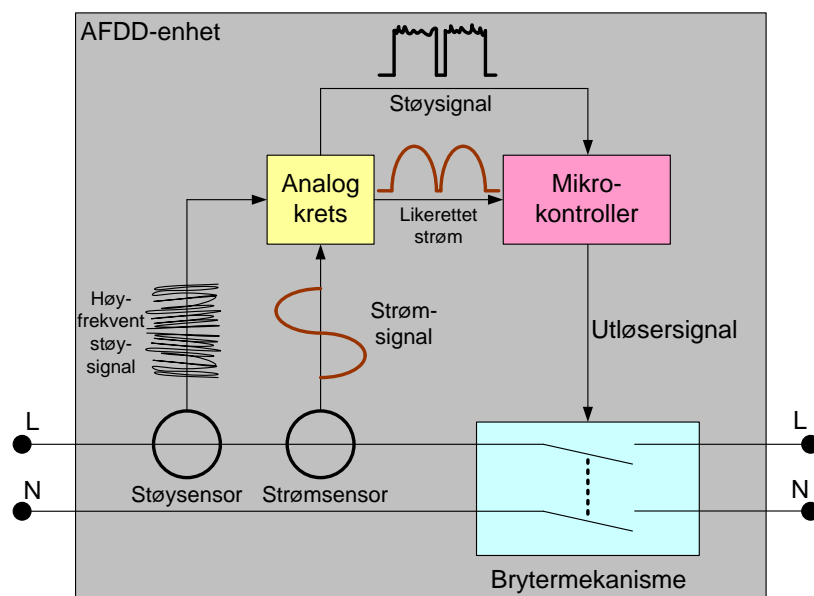 AFDD-enhet
Støysignal
Analog
krets
Likerettet
strøm
Mikro-
kontroller
Høy-
frekvent
støy-
signal
Strøm-
signal
Utløsersignal
L
L
N
N
Støysensor
Strømsensor
Brytermekanisme